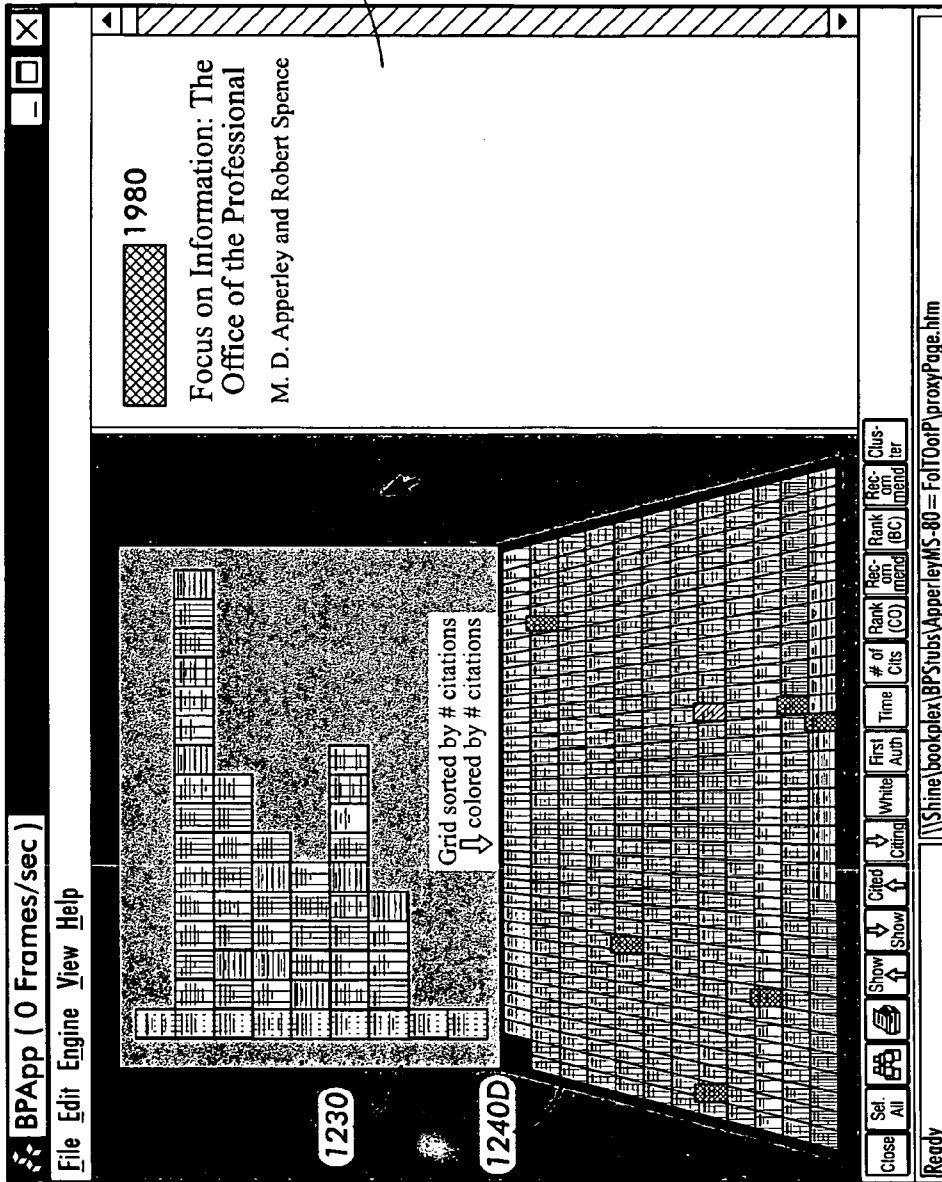 BPApp ( 0 Frames/sec )
File Edit Engine View Help
1230
1240D
Grid sorted by # citations
colored by # citations
1980
Focus on Information: The
Office of the Professional
M. D. Apperley and Robert Spence
Close
Sel.
All
Show
Show
Cited
Citing
White
First
Auth
Time
# of
Cits
Rank
(CO)
Rec-
om
mend
Rank
(BC)
Rec-
om
mend
Clus-
ter
Ready
\\Shine\bookplex\BPSubs\ApperleyMS-80=FoITOotP\proxyPage.htm